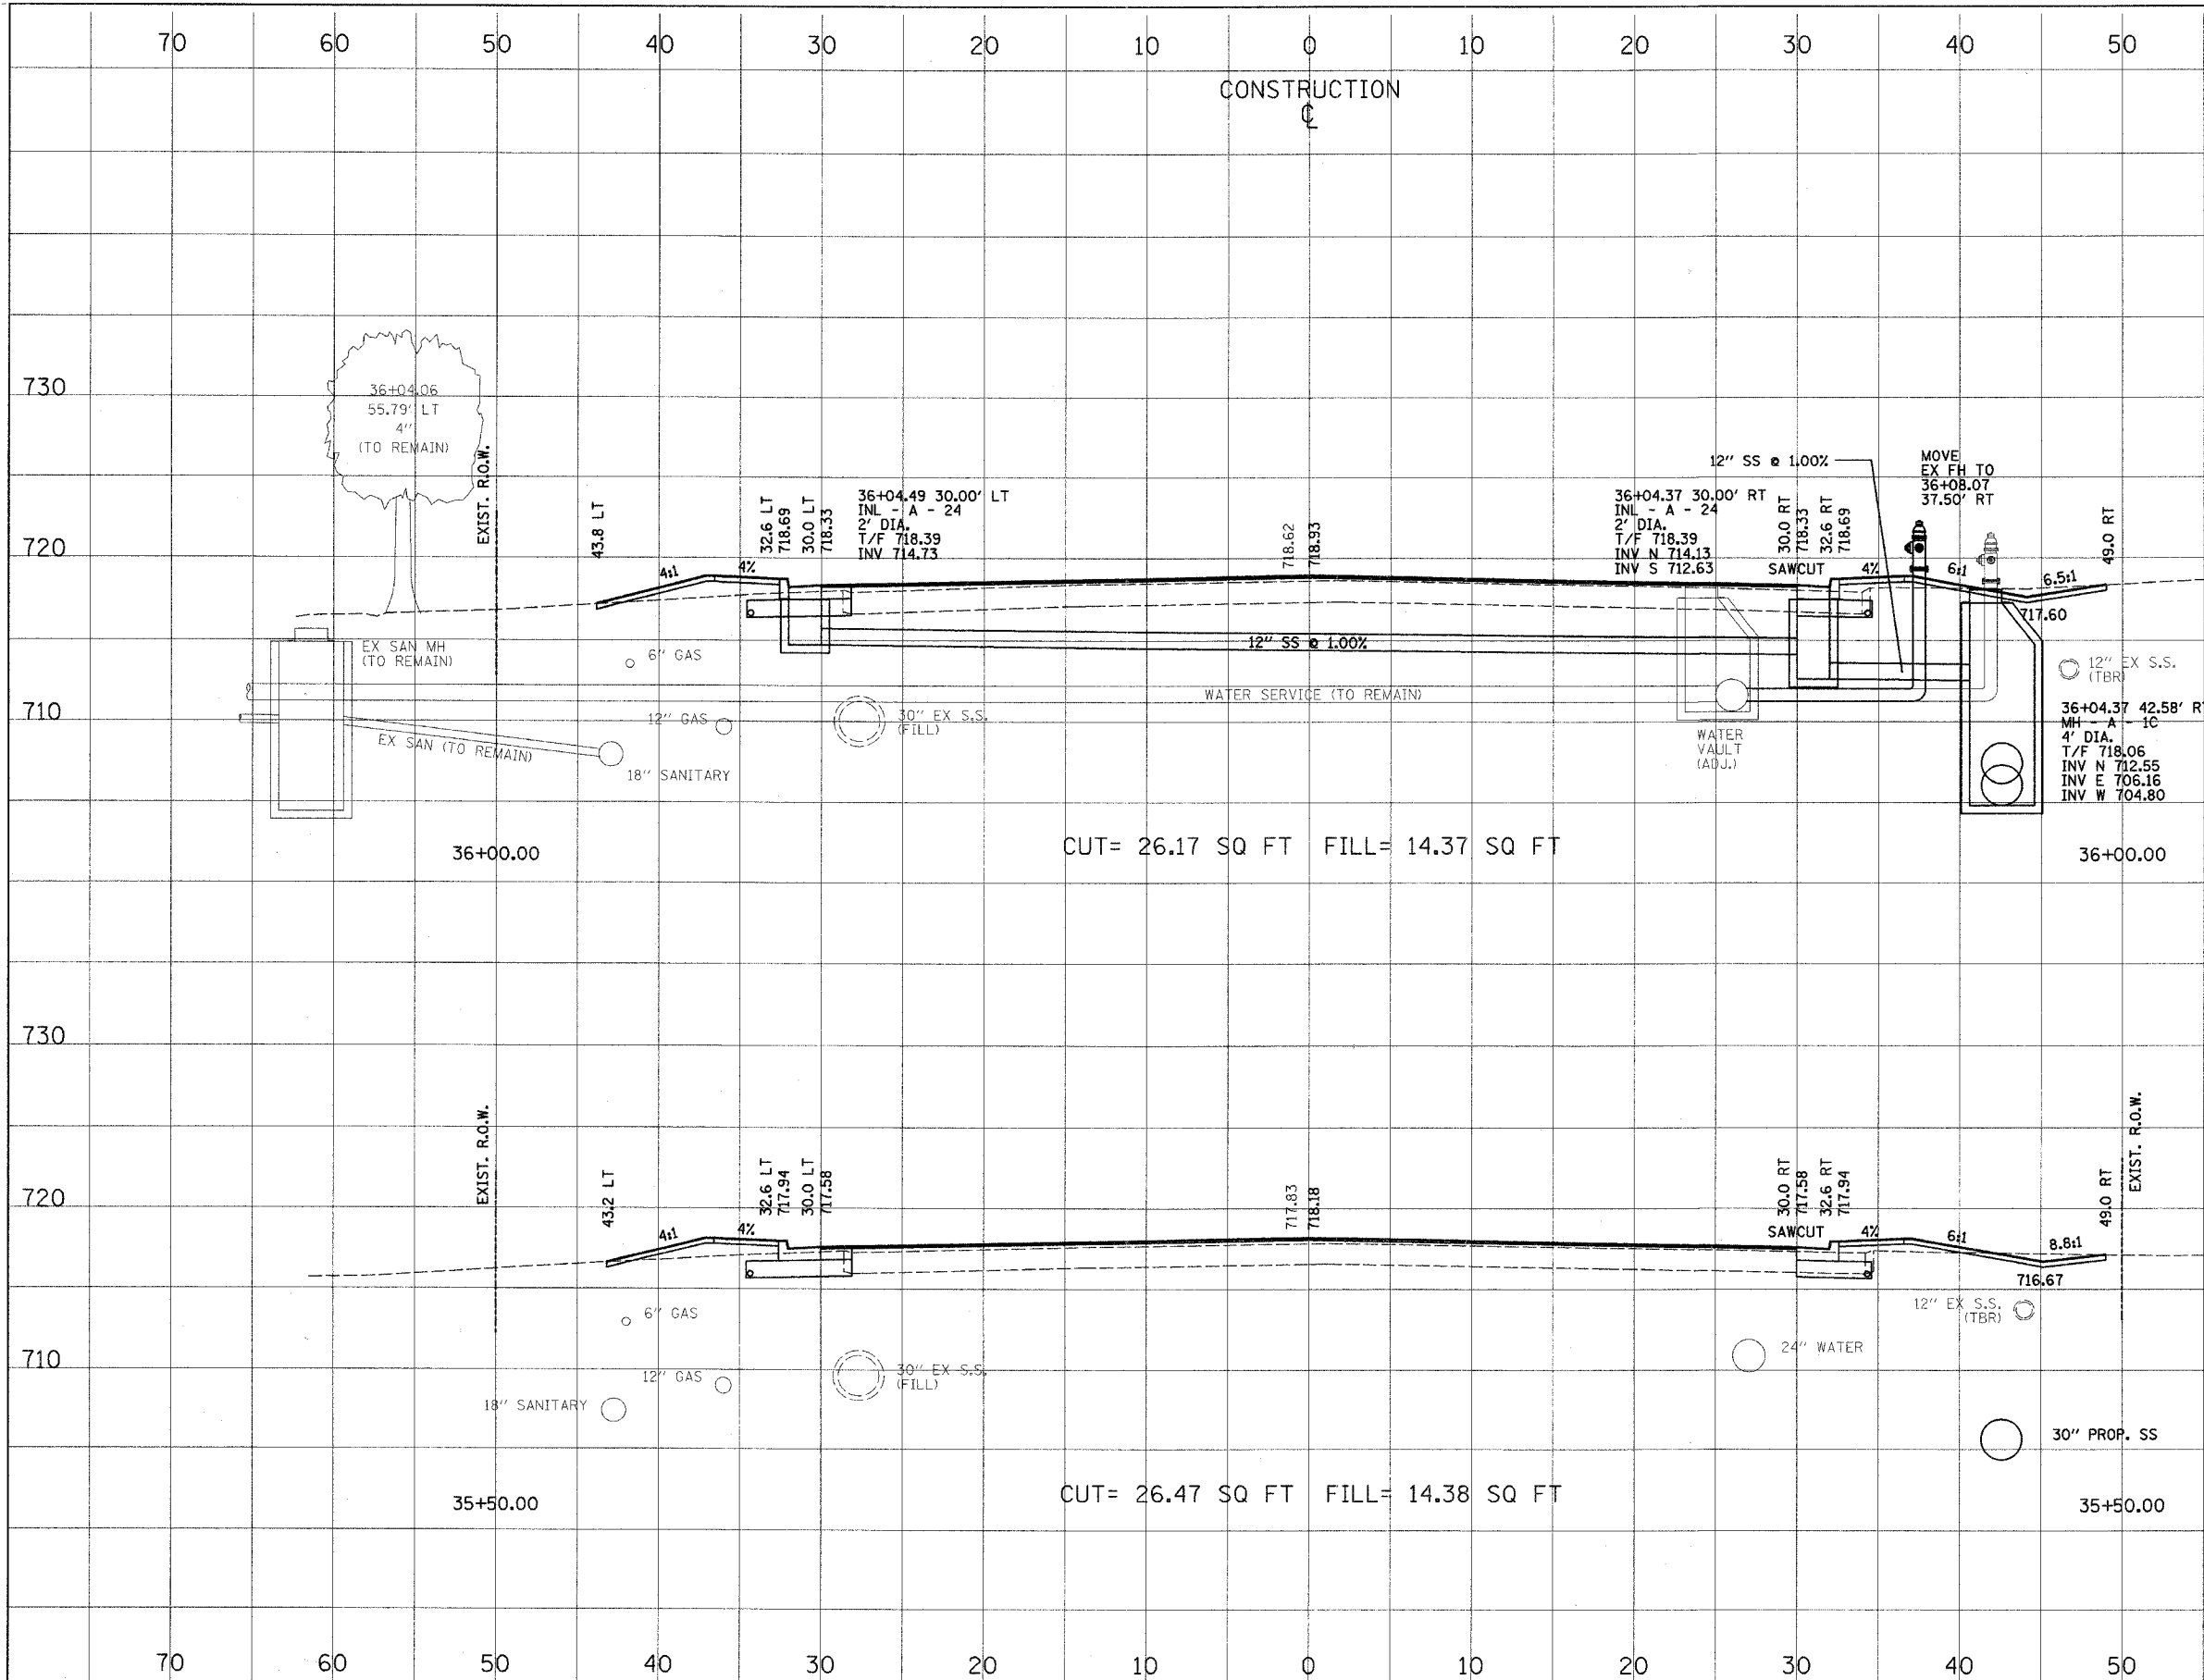 70 60 50 40 30 20 10 0 10 20 30 40 50
CONSTRUCTION
℄
730
36+04.06
55.79' LT
4"
(TO REMAIN)
EXIST. R.O.W.
720
43.8 LT
32.6 LT
718.69
30.0 LT
718.33
36+04.49 30.00' LT
INL - A - 24
2' DIA.
T/F 718.39
INV 714.73
718.62
718.93
36+04.37 30.00' RT
INL - A - 24
2' DIA.
T/F 718.39
INV N 714.13
INV S 712.63
12" SS @ 1.00%
30.0 RT
718.33
32.6 RT
718.69
SAWCUT
MOVE
EX FH TO
36+08.07
37.50' RT
49.0 RT
4:1
4%
4%
6:1
6.5:1
717.60
EX SAN MH
(TO REMAIN)
6" GAS
12" SS @ 1.00%
12" EX S.S.
(TBR)
710
WATER SERVICE (TO REMAIN)
12" GAS
30" EX S.S.
(FILL)
EX SAN (TO REMAIN)
18" SANITARY
WATER
VAULT
(ADJ.)
36+04.37 42.58' RT
MH - A - 1C
4' DIA.
T/F 718.06
INV N 712.55
INV E 706.16
INV W 704.80
36+00.00
CUT= 26.17 SQ FT FILL= 14.37 SQ FT
36+00.00
730
EXIST. R.O.W.
720
43.2 LT
32.6 LT
717.94
30.0 LT
717.58
717.83
718.18
30.0 RT
717.58
32.6 RT
717.94
49.0 RT
EXIST. R.O.W.
4:1
4%
SAWCUT
4%
6:1
8.8:1
716.67
6" GAS
12" EX S.S.
(TBR)
710
12" GAS
30" EX S.S.
(FILL)
24" WATER
18" SANITARY
30" PROP. SS
35+50.00
CUT= 26.47 SQ FT FILL= 14.38 SQ FT
35+50.00
70 60 50 40 30 20 10 0 10 20 30 40 50